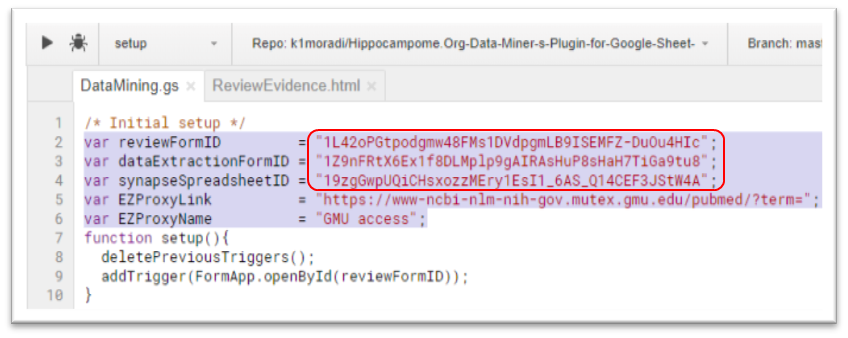 setup Repo: k1moradi/Hippocampome.Org-Data-Miner-s-Plugin-for-Google-Sheet- Branch: mast
DataMining.gs × ReviewEvidence.html ×
1 /* Initial setup */
2 var reviewFormID = "1L42oPGtpodgmw48FMs1DVdpgmLB9ISEMFZ-DuOu4HIc";
3 var dataExtractionFormID = "1Z9nFRtX6Ex1f8DLMplp9gAIRAsHuP8sHaH7TiGa9tu8";
4 var synapseSpreadsheetID = "19zgGwpUQiCHsxozzMEry1EsI1_6AS_Q14CEF3JStW4A";
5 var EZProxyLink = "https://www-ncbi-nlm-nih-gov.mutex.gmu.edu/pubmed/?term=";
6 var EZProxyName = "GMU access";
7 function setup(){
8 deletePreviousTriggers();
9 addTrigger(FormApp.openById(reviewFormID));
10 }